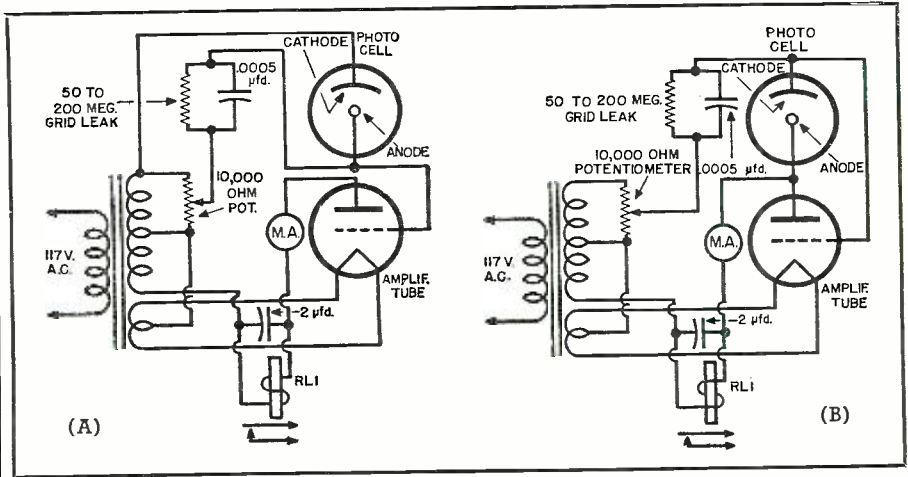 CATHODE
PHOTO
CELL
.0005
µfd.
50 TO
200 MEG.
GRID LEAK
ANODE
10,000
OHM
POT.
M.A.
117 V.
A.C.
AMPLIF.
TUBE
2 µfd.
RL1
(A)
PHOTO
CELL
CATHODE
50 TO 200 MEG.
GRID LEAK
ANODE
10,000 OHM
POTENTIOMETER
.0005 µfd.
M.A.
117 V.
A.C.
AMPLIF.
TUBE
2 µfd.
RL1
(B)